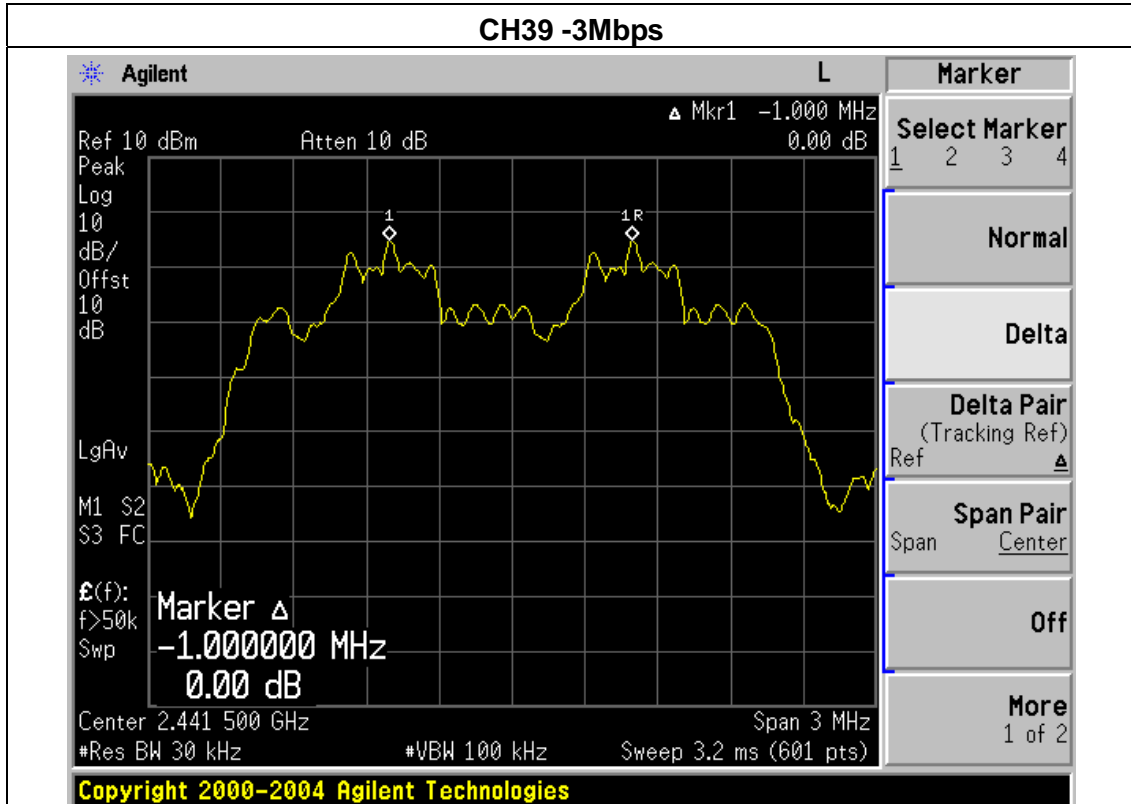 CH39 -3Mbps
Agilent L Marker
Δ Mkr1 -1.000 MHz
Ref 10 dBm Atten 10 dB 0.00 dB
Peak
Log
10
dB/
Offst
10
dB
1
1R
LgAv
M1 S2
S3 FC
£(f):
f>50k
Swp
Marker Δ
-1.000000 MHz
0.00 dB
Center 2.441 500 GHz Span 3 MHz
#Res BW 30 kHz #VBW 100 kHz Sweep 3.2 ms (601 pts)
Copyright 2000-2004 Agilent Technologies
Select Marker
1 2 3 4
Normal
Delta
Delta Pair
(Tracking Ref)
Ref Δ
Span Pair
Span Center
Off
More
1 of 2